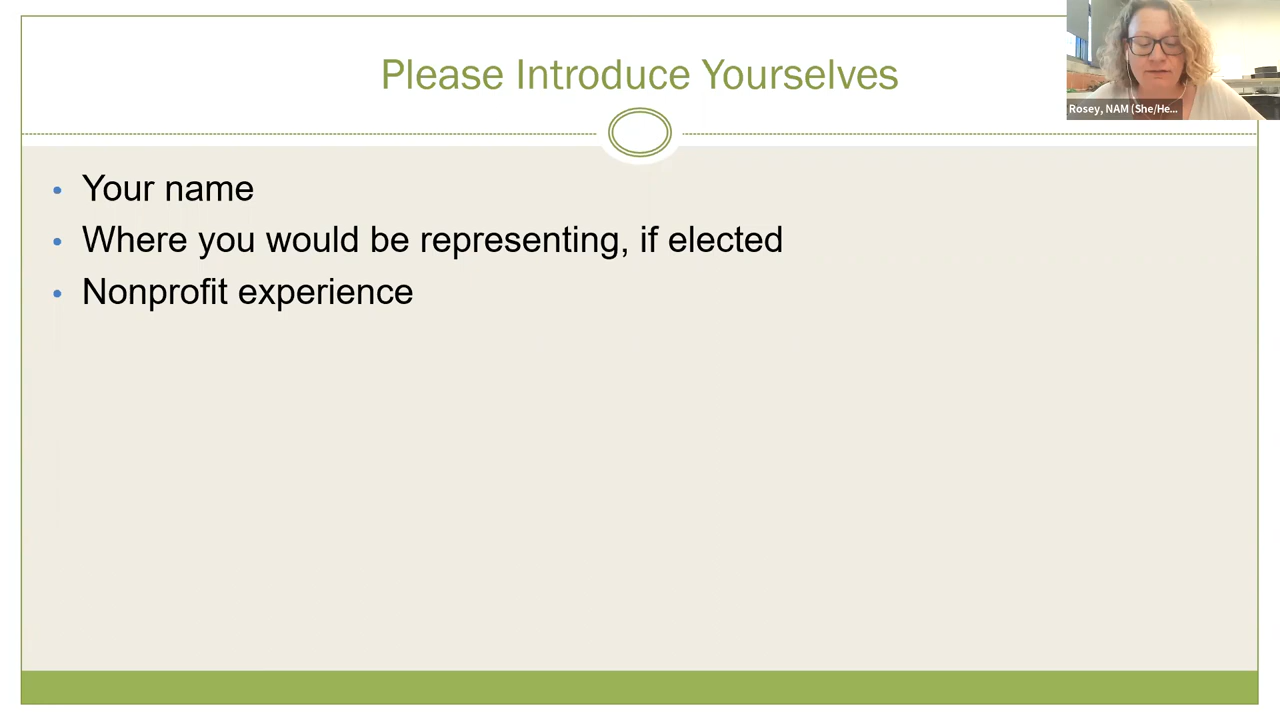 Please Introduce Yourselves
Rosey, NAM (She/He...
• Your name
• Where you would be representing, if elected
• Nonprofit experience